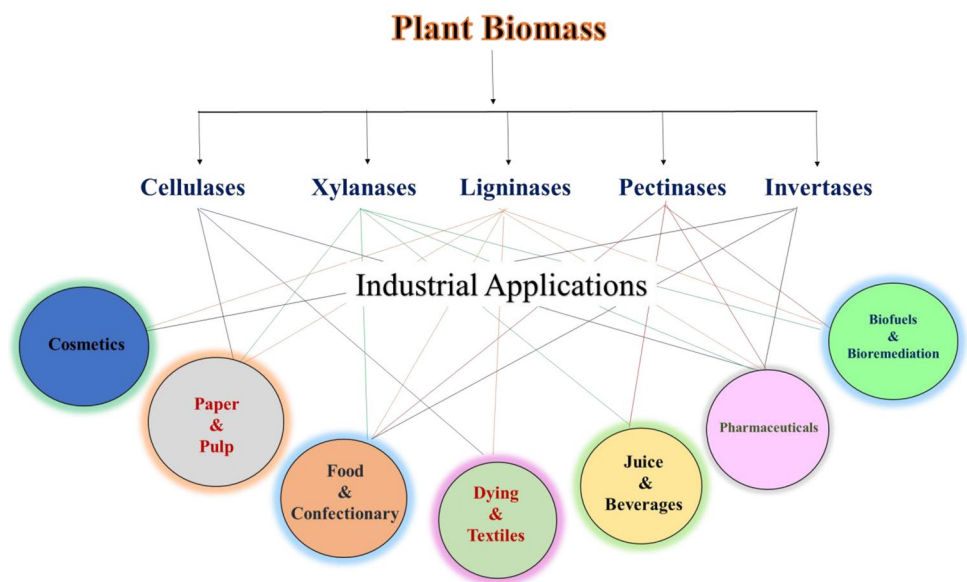 Plant Biomass
Cellulases Xylanases Ligninases Pectinases Invertases
Industrial Applications
Cosmetics
Paper
&
Pulp
Food
&
Confectionary
Dying
&
Textiles
Juice
&
Beverages
Pharmaceuticals
Biofuels
&
Bioremediation